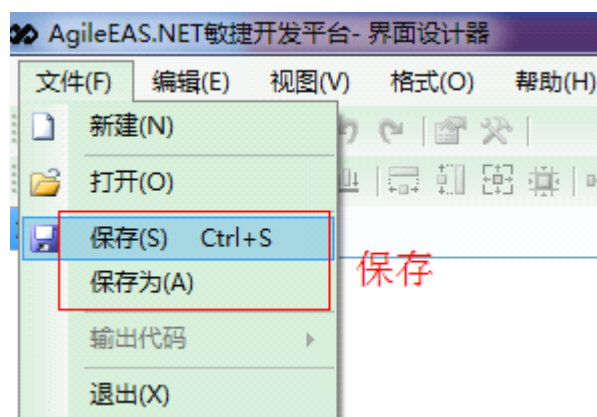 AgileEAS.NET敏捷开发平台- 界面设计器
文件(F) 编辑(E) 视图(V) 格式(O) 帮助(H)
新建(N)
打开(O)
保存(S) Ctrl+S
保存为(A)
保存
输出代码
退出(X)